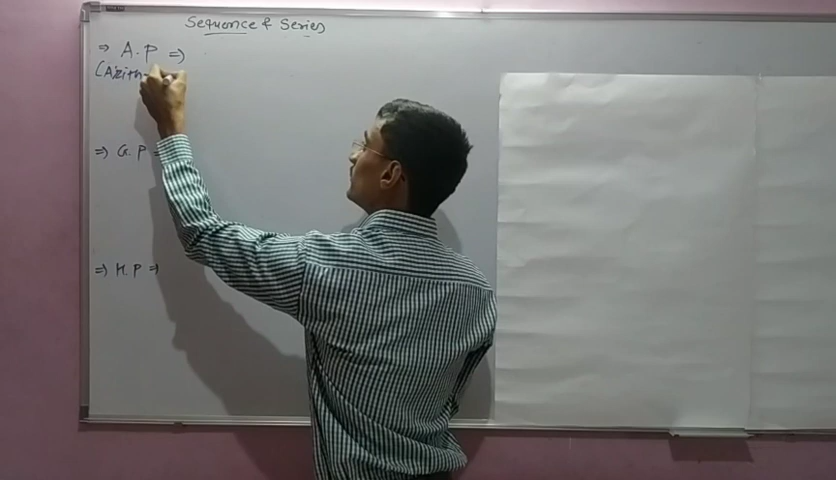 Sequence & Series
⇒ A.P ⇒
(Arith
⇒ G.P =
⇒ H.P ⇒